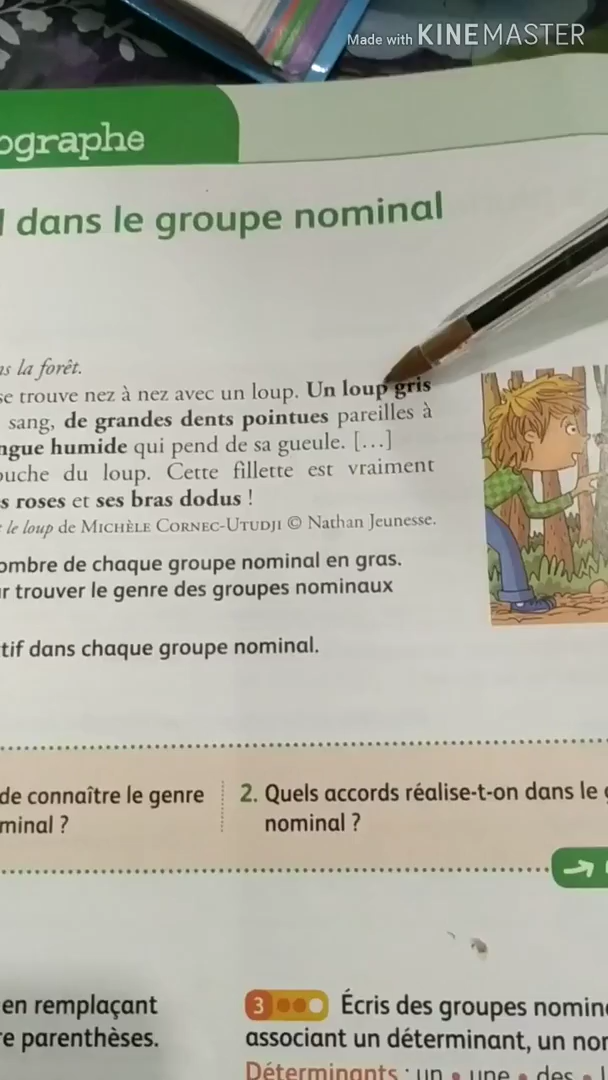 Made with KINEMASTER
ographe
dans le groupe nominal
la forêt.
se trouve nez à nez avec un loup. Un loup gris
sang, de grandes dents pointues pareilles à
ngue humide qui pend de sa gueule. [...]
ouche du loup. Cette fillette est vraiment
s roses et ses bras dodus !
le loup de MICHÈLE CORNEC-UTUDJI © Nathan Jeunesse.
ombre de chaque groupe nominal en gras.
r trouver le genre des groupes nominaux
tif dans chaque groupe nominal.
de connaître le genre
minal ?
2. Quels accords réalise-t-on dans le
nominal ?
en remplaçant
re parenthèses.
3 Écris des groupes nomin
associant un déterminant, un no
Déterminants : un • une • des •